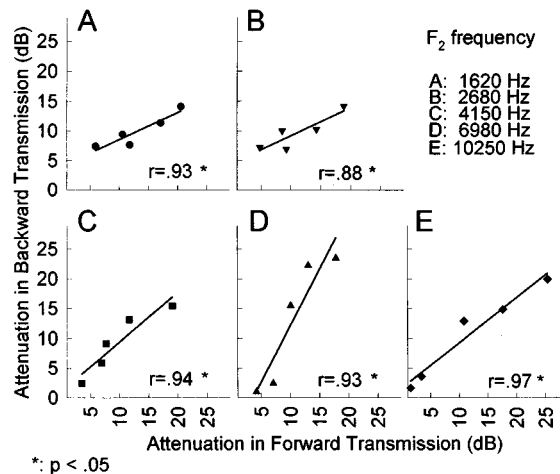 A
B
F2 frequency
A: 1620 Hz
B: 2680 Hz
C: 4150 Hz
D: 6980 Hz
E: 10250 Hz
Attenuation in Backward Transmission (dB)
25
20
15
10
5
0
r=.93 *
r=.88 *
C
D
E
25
20
15
10
5
0
r=.94 *
r=.93 *
r=.97 *
5 10 15 20 25
5 10 15 20 25
5 10 15 20 25
Attenuation in Forward Transmission (dB)
*: p < .05